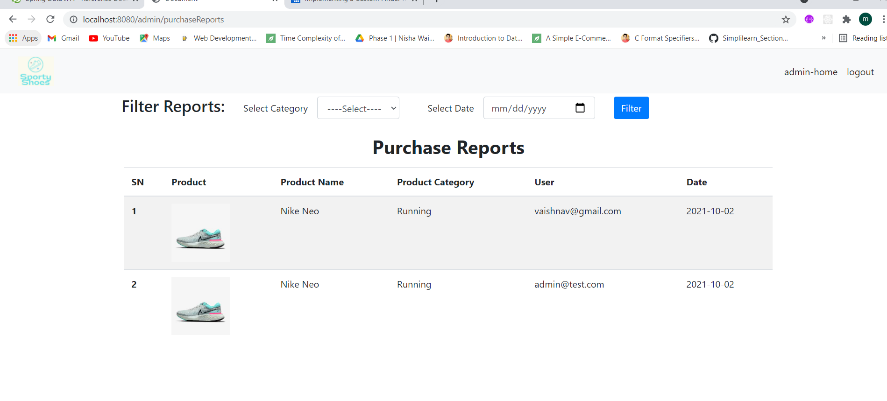 localhost:8080/admin/purchaseReports
Apps Gmail YouTube Maps Web Development... Time Complexity of... Phase 1 | Nisha Wai... Introduction to Dat... A Simple E-Comme... C Format Specifiers... Simplilearn_Section... » Reading list
Sporty Shoes admin-home logout
Filter Reports: Select Category ----Select---- Select Date mm/dd/yyyy Filter
Purchase Reports
SN Product Product Name Product Category User Date
1 Nike Neo Running vaishnav@gmail.com 2021-10-02
2 Nike Neo Running admin@test.com 2021-10-02